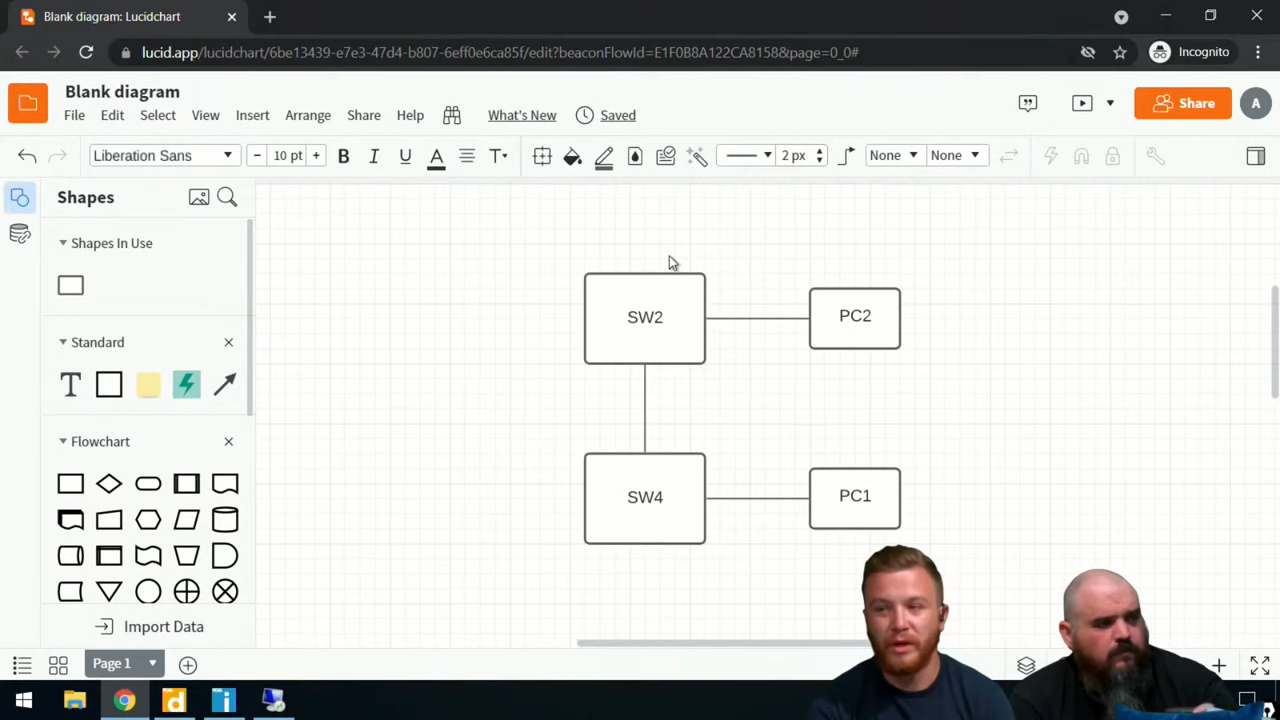 Blank diagram: Lucidchart
lucid.app/lucidchart/6be13439-e7e3-47d4-b807-6eff0e6ca85f/edit?beaconFlowId=E1F0B8A122CA8158&page=0_0#
Incognito
Blank diagram
File Edit Select View Insert Arrange Share Help What's New Saved
Share
A
Liberation Sans
10 pt
B I U A T
2 px
None
None
Shapes
Shapes In Use
Standard
T
Flowchart
Import Data
SW2
PC2
SW4
PC1
Page 1